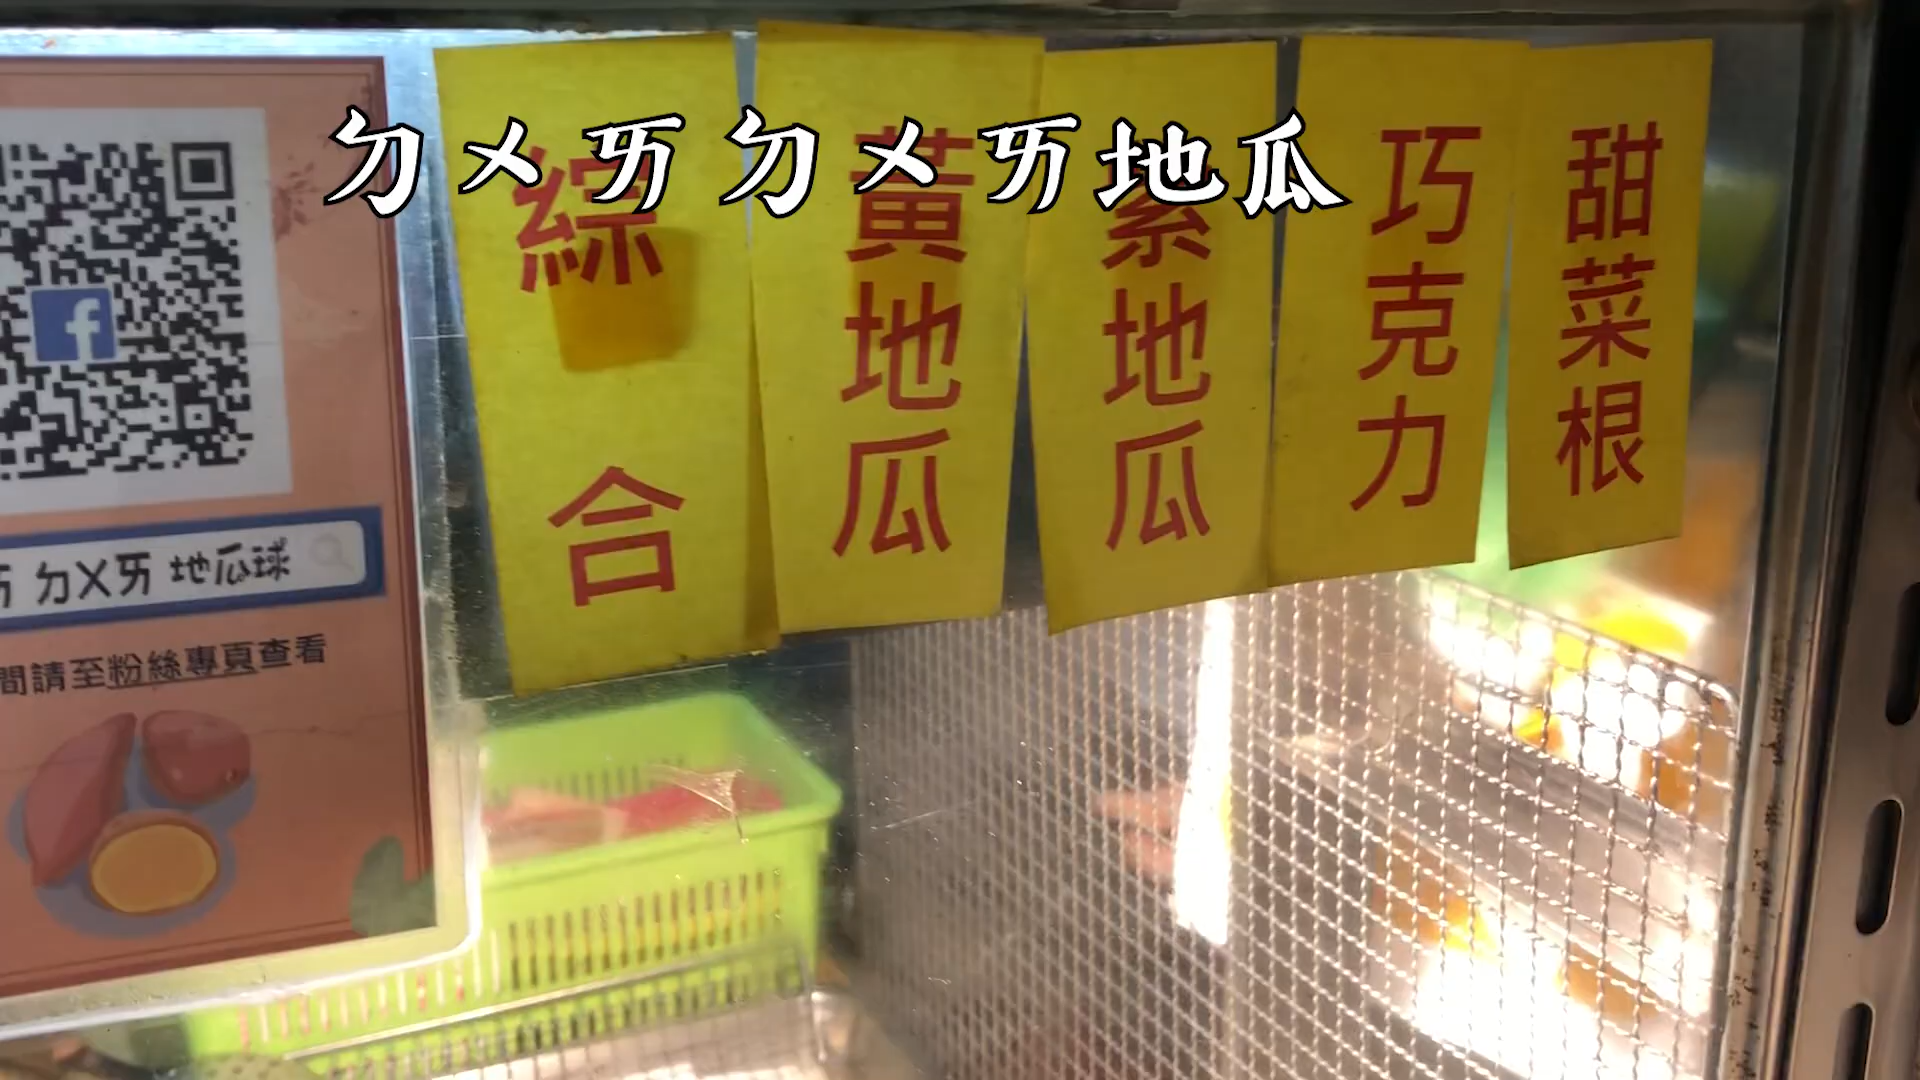 ㄉㄨㄞㄉㄨㄞ地瓜
綜合
黃地瓜
紫地瓜
巧克力
甜菜根
ㄉㄨㄞ 地瓜球
間請至粉絲專頁查看